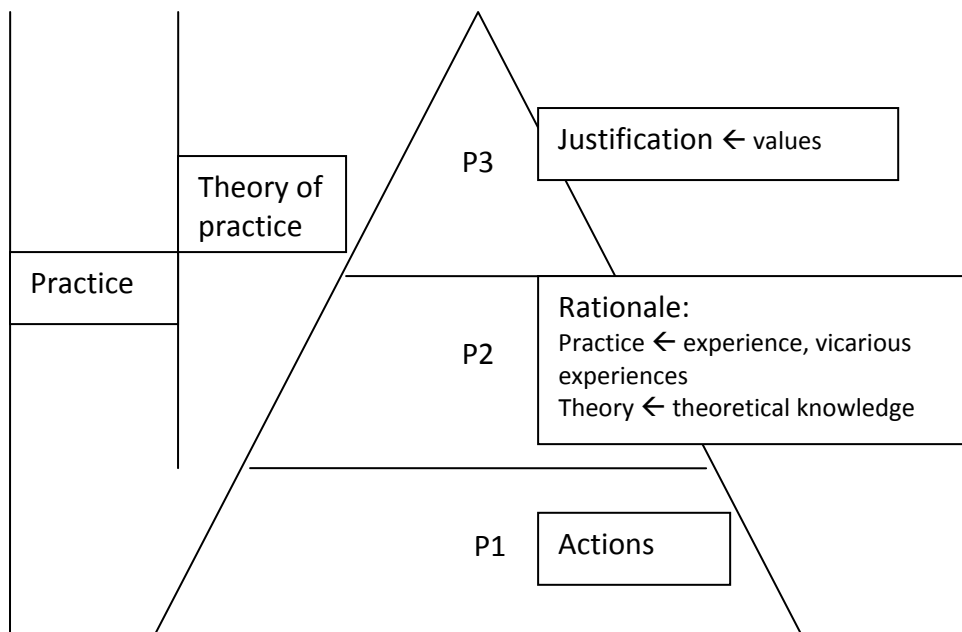 P3
Justification ← values
Theory of
practice
Practice
P2
Rationale:
Practice ← experience, vicarious
experiences
Theory ← theoretical knowledge
P1
Actions